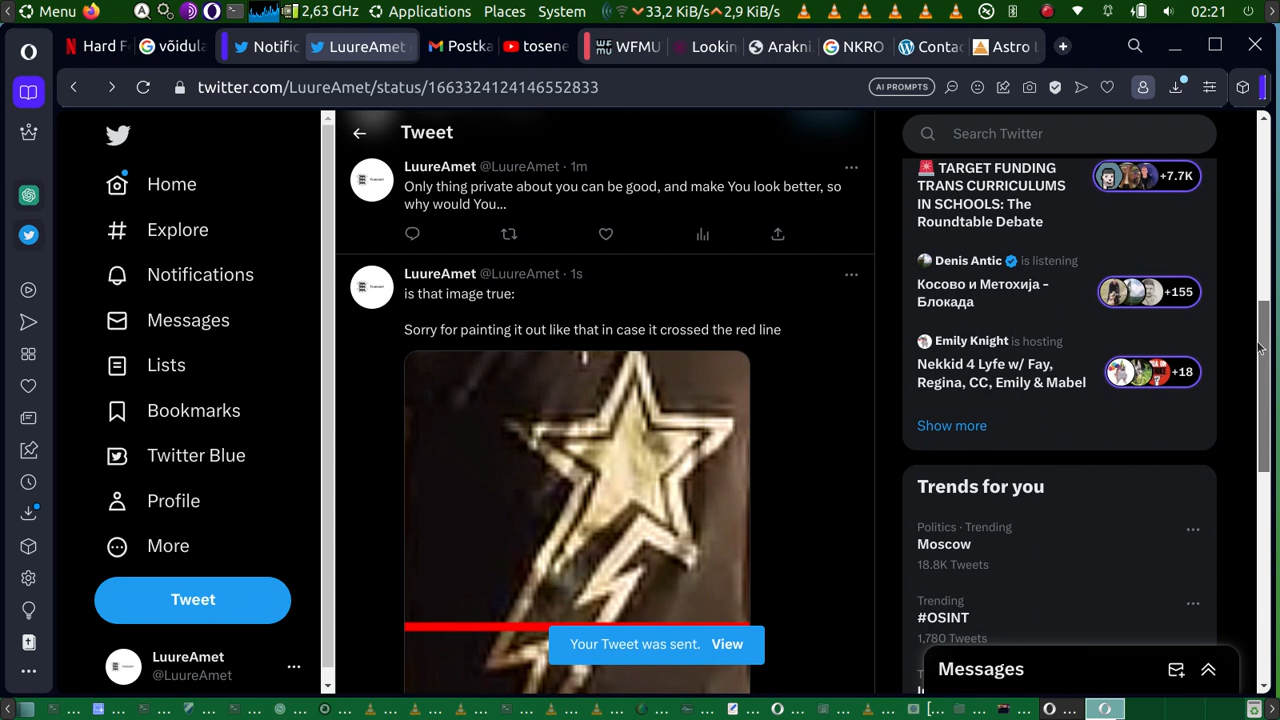 Menu
2,63 GHz
Applications
Places
System
33,2 KiB/s
2,9 KiB/s
02:21
Hard F
võidula
Notific
LuureAmet
Postka
tosene
WFMU
Lookin
Arakni
NKRO
Contac
Astro L
twitter.com/LuureAmet/status/1663324124146552833
AI PROMPTS
Home
Explore
Notifications
Messages
Lists
Bookmarks
Twitter Blue
Profile
More
Tweet
LuureAmet
@LuureAmet
Tweet
LuureAmet @LuureAmet · 1m
Only thing private about you can be good, and make You look better, so
why would You...
LuureAmet @LuureAmet · 1s
is that image true:
Sorry for painting it out like that in case it crossed the red line
Your Tweet was sent. View
Search Twitter
TARGET FUNDING
TRANS CURRICULUMS
IN SCHOOLS: The
Roundtable Debate
+7.7K
Denis Antic is listening
Косово и Метохија -
Блокада
+155
Emily Knight is hosting
Nekkid 4 Lyfe w/ Fay,
Regina, CC, Emily & Mabel
+18
Show more
Trends for you
Politics · Trending
Moscow
18.8K Tweets
Trending
#OSINT
1,780 Tweets
Messages